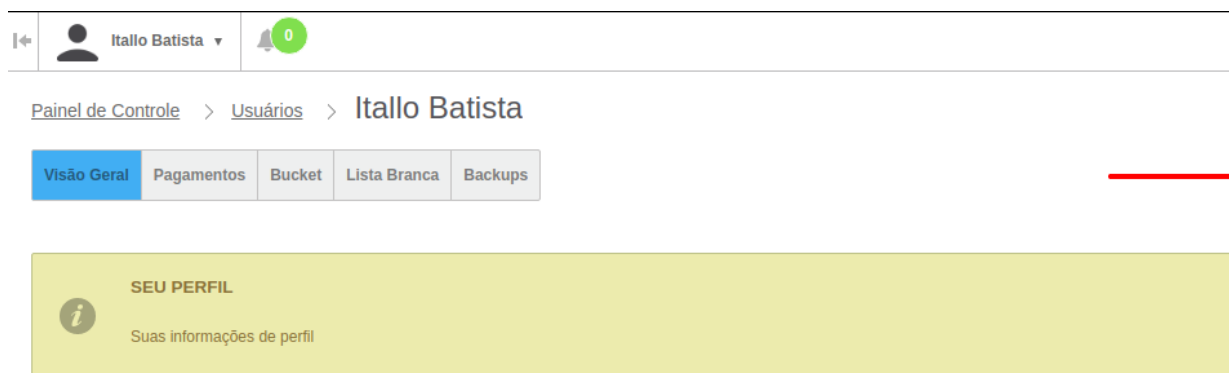 Itallo Batista ▼
0
Painel de Controle > Usuários > Itallo Batista
Visão Geral Pagamentos Bucket Lista Branca Backups
SEU PERFIL
Suas informações de perfil